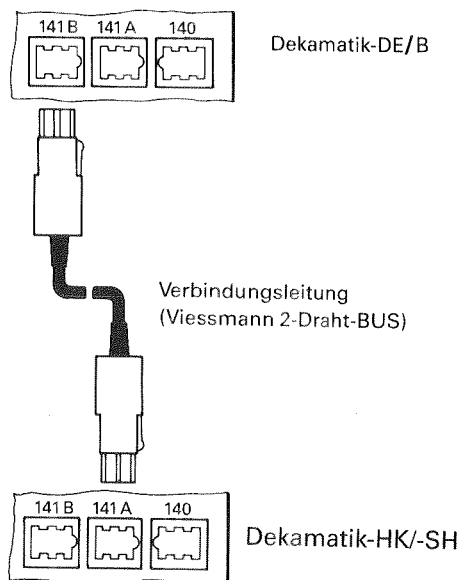 141 B 141 A 140
Dekamatik-DE/B
Verbindungsleitung
(Viessmann 2-Draht-BUS)
141 B 141 A 140
Dekamatik-HK/-SH